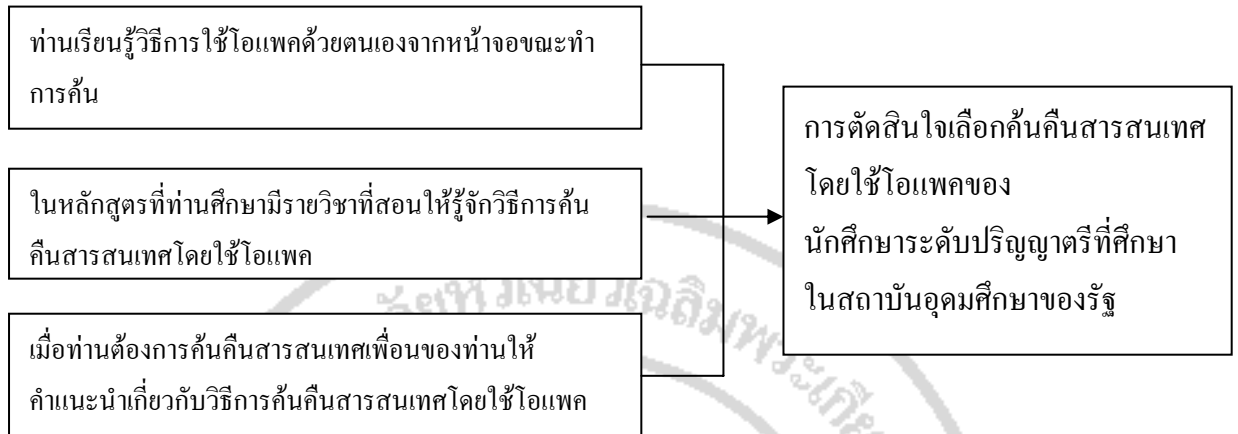 ท่านเรียนรู้วิธีการใช้โอแพคด้วยตนเองจากหน้าจอขณะทำ
การค้น
ในหลักสูตรที่ท่านศึกษามีรายวิชาที่สอนให้รู้จักวิธีการค้น
คืนสารสนเทศโดยใช้โอแพค
เมื่อท่านต้องการค้นคืนสารสนเทศเพื่อนของท่านให้
คำแนะนำเกี่ยวกับวิธีการค้นคืนสารสนเทศโดยใช้โอแพค
การตัดสินใจเลือกค้นคืนสารสนเทศ
โดยใช้โอแพคของ
นักศึกษาระดับปริญญาตรีที่ศึกษา
ในสถาบันอุดมศึกษาของรัฐ